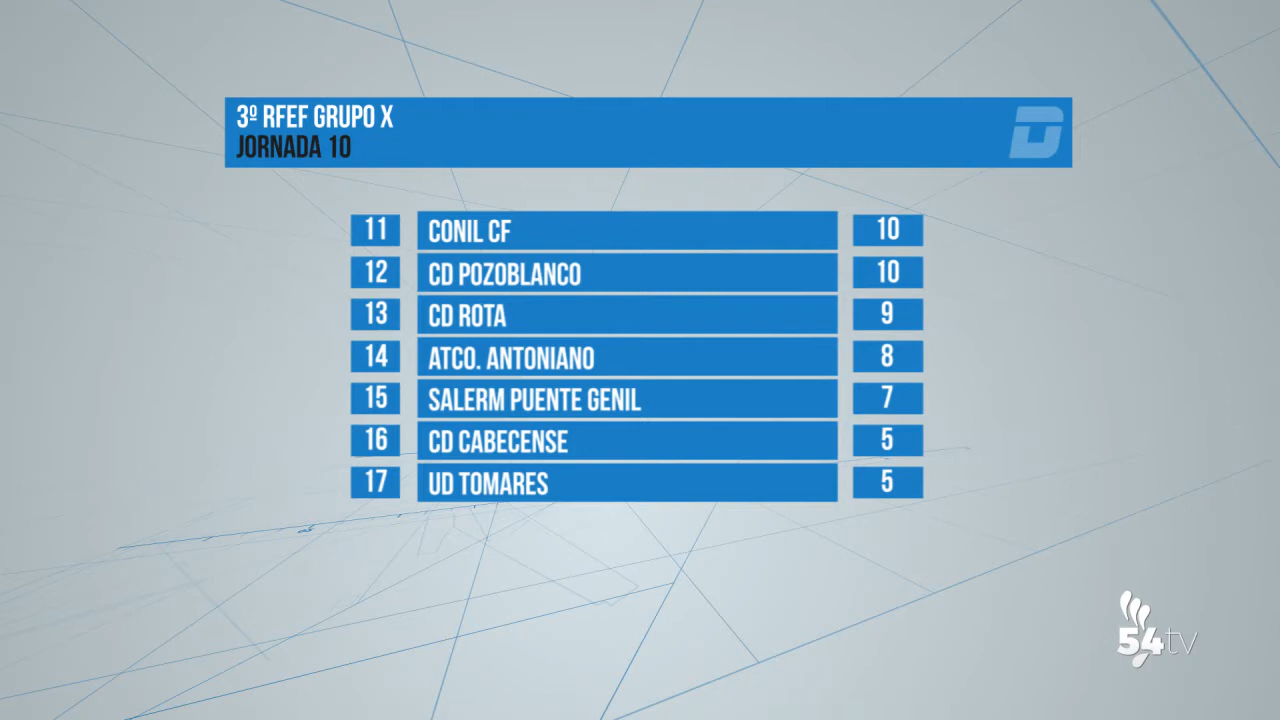 3º RFEF GRUPO X
JORNADA 10
11 CONIL CF 10
12 CD POZOBLANCO 10
13 CD ROTA 9
14 ATCO. ANTONIANO 8
15 SALERM PUENTE GENIL 7
16 CD CABECENSE 5
17 UD TOMARES 5
54tv